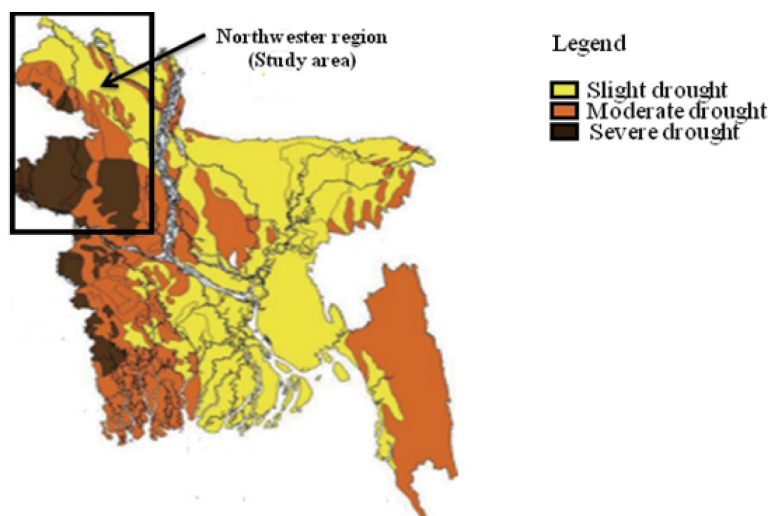 Northwester region
(Study area)
Legend
Slight drought
Moderate drought
Severe drought